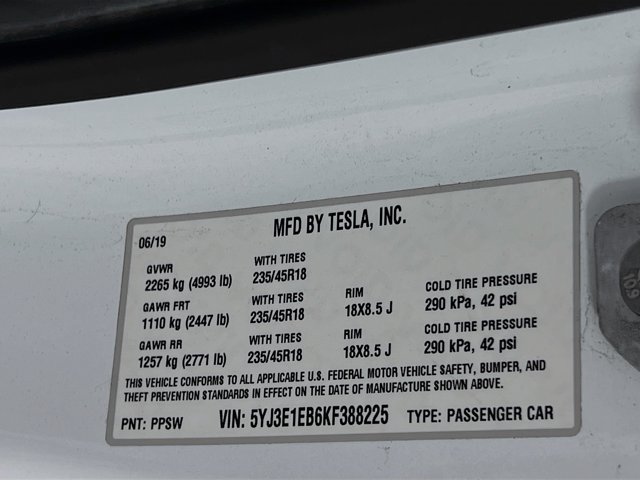 MFD BY TESLA, INC.
06/19
GVWR WITH TIRES
2265 kg (4993 lb) 235/45R18
GAWR FRT WITH TIRES RIM COLD TIRE PRESSURE
1110 kg (2447 lb) 235/45R18 18X8.5 J 290 kPa, 42 psi
GAWR RR WITH TIRES RIM COLD TIRE PRESSURE
1257 kg (2771 lb) 235/45R18 18X8.5 J 290 kPa, 42 psi
THIS VEHICLE CONFORMS TO ALL APPLICABLE U.S. FEDERAL MOTOR VEHICLE SAFETY, BUMPER, AND
THEFT PREVENTION STANDARDS IN EFFECT ON THE DATE OF MANUFACTURE SHOWN ABOVE.
PNT: PPSW VIN: 5YJ3E1EB6KF388225 TYPE: PASSENGER CAR